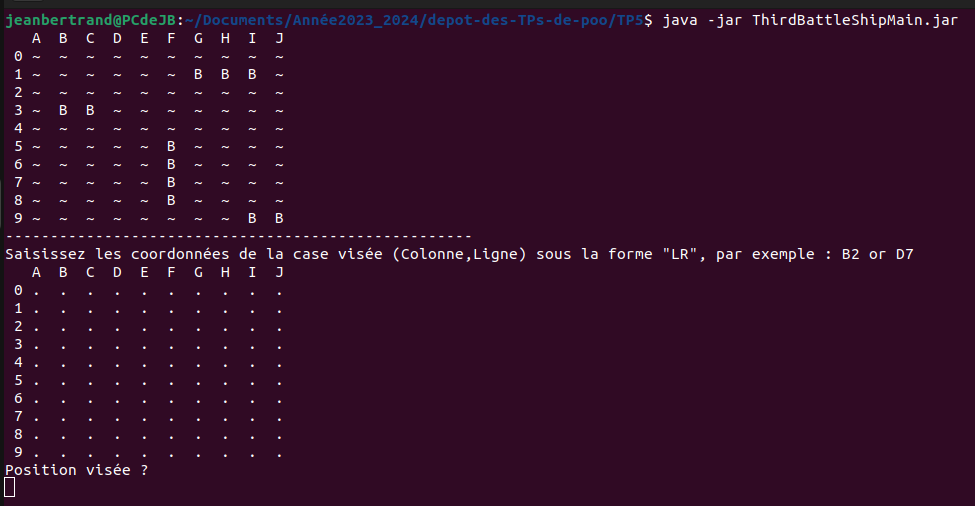 jeanbertrand@PCdeJB:~/Documents/Année2023_2024/depot-des-TPs-de-poo/TP5$ java -jar ThirdBattleShipMain.jar
   A  B  C  D  E  F  G  H  I  J
 0 ~  ~  ~  ~  ~  ~  ~  ~  ~  ~
 1 ~  ~  ~  ~  ~  ~  B  B  B  ~
 2 ~  ~  ~  ~  ~  ~  ~  ~  ~  ~
 3 ~  B  B  ~  ~  ~  ~  ~  ~  ~
 4 ~  ~  ~  ~  ~  ~  ~  ~  ~  ~
 5 ~  ~  ~  ~  ~  B  ~  ~  ~  ~
 6 ~  ~  ~  ~  ~  B  ~  ~  ~  ~
 7 ~  ~  ~  ~  ~  B  ~  ~  ~  ~
 8 ~  ~  ~  ~  ~  B  ~  ~  ~  ~
 9 ~  ~  ~  ~  ~  ~  ~  ~  B  B
----------------------------------------------------
Saisissez les coordonnées de la case visée (Colonne,Ligne) sous la forme "LR", par exemple : B2 or D7
   A  B  C  D  E  F  G  H  I  J
 0 .  .  .  .  .  .  .  .  .  .
 1 .  .  .  .  .  .  .  .  .  .
 2 .  .  .  .  .  .  .  .  .  .
 3 .  .  .  .  .  .  .  .  .  .
 4 .  .  .  .  .  .  .  .  .  .
 5 .  .  .  .  .  .  .  .  .  .
 6 .  .  .  .  .  .  .  .  .  .
 7 .  .  .  .  .  .  .  .  .  .
 8 .  .  .  .  .  .  .  .  .  .
 9 .  .  .  .  .  .  .  .  .  .
Position visée ?